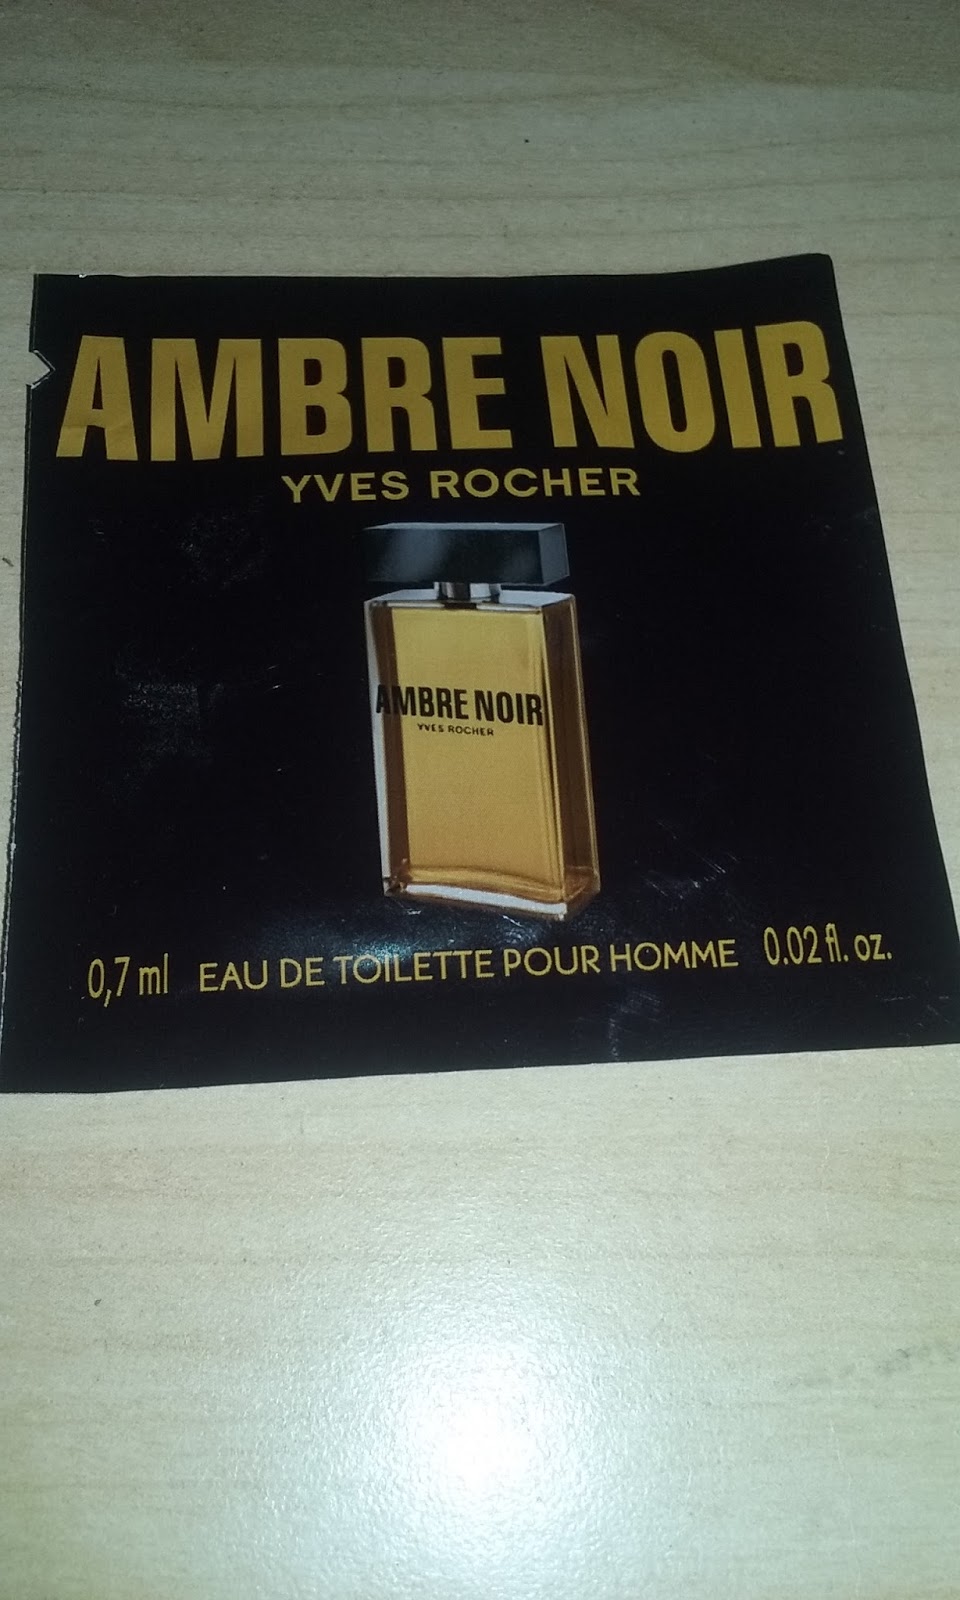 AMBRE NOIR
YVES ROCHER
AMBRE NOIR
YVES ROCHER
0,7 ml EAU DE TOILETTE POUR HOMME 0.02 fl. oz.